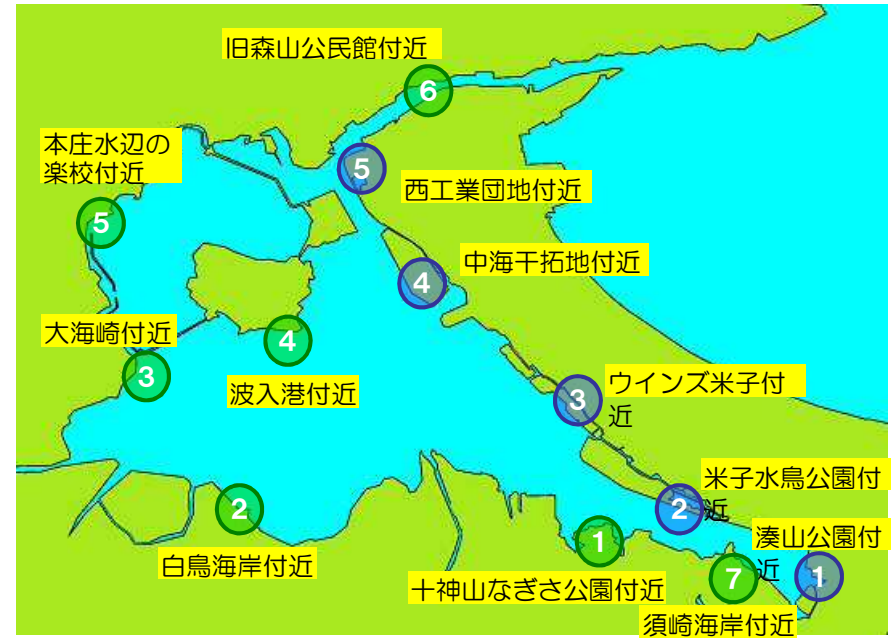 旧森山公民館付近
6
本庄水辺の
楽校付近
5
5
西工業団地付近
中海干拓地付近
4
大海崎付近
3
4
波入港付近
3
ウインズ米子付
近
2
白鳥海岸付近
米子水鳥公園付
近
2
1
十神山なぎさ公園付近
湊山公園付
近
1
7
須崎海岸付近